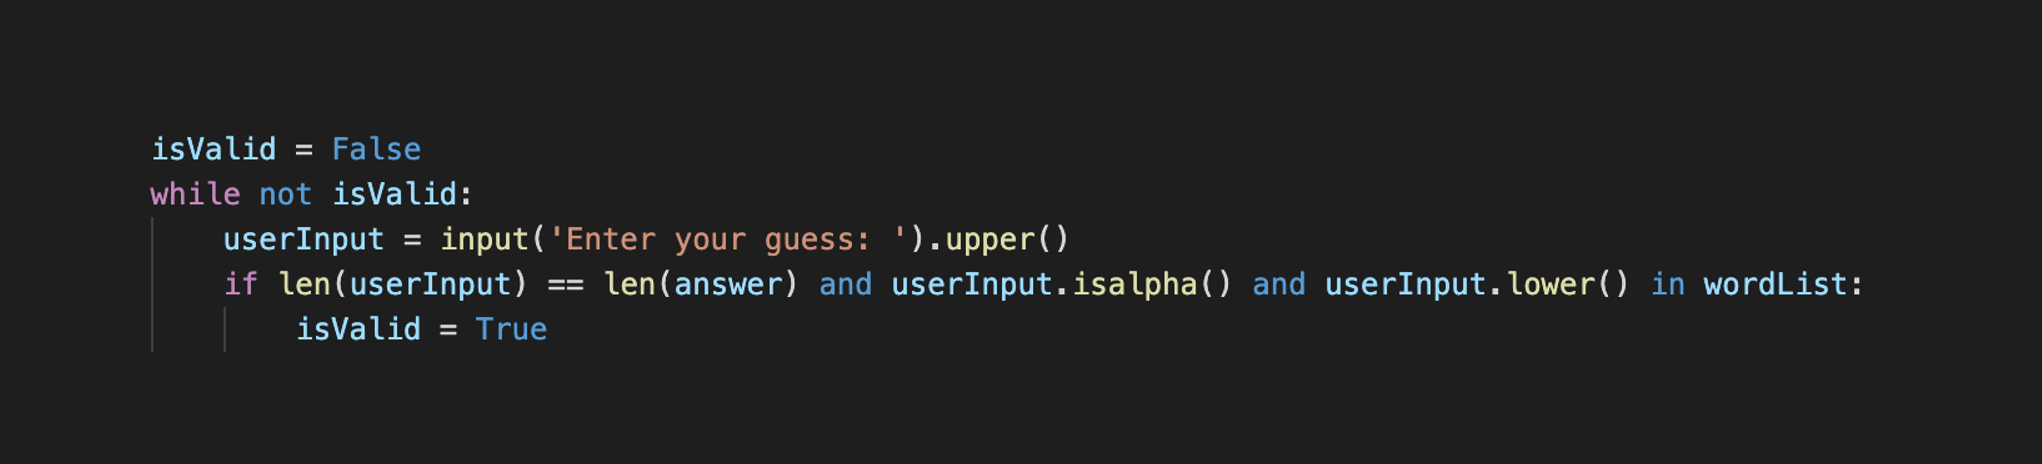 isValid = False
while not isValid:
    userInput = input('Enter your guess: ').upper()
    if len(userInput) == len(answer) and userInput.isalpha() and userInput.lower() in wordList:
        isValid = True